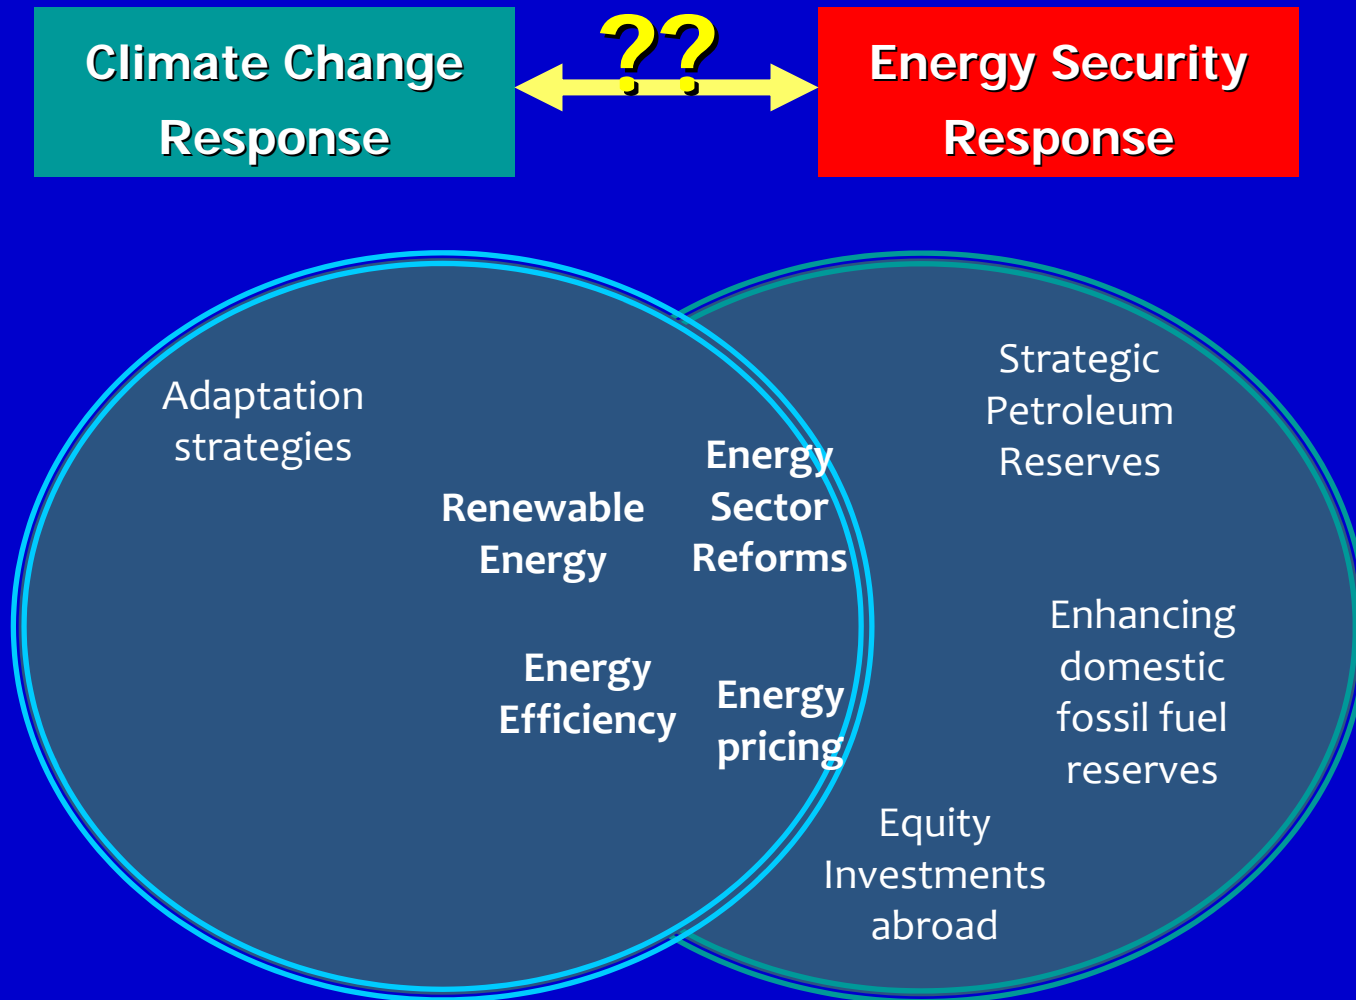 Climate Change
Response
??
Energy Security
Response
Adaptation
strategies
Renewable
Energy
Energy
Sector
Reforms
Energy
Efficiency
Energy
pricing
Strategic
Petroleum
Reserves
Enhancing
domestic
fossil fuel
reserves
Equity
Investments
abroad